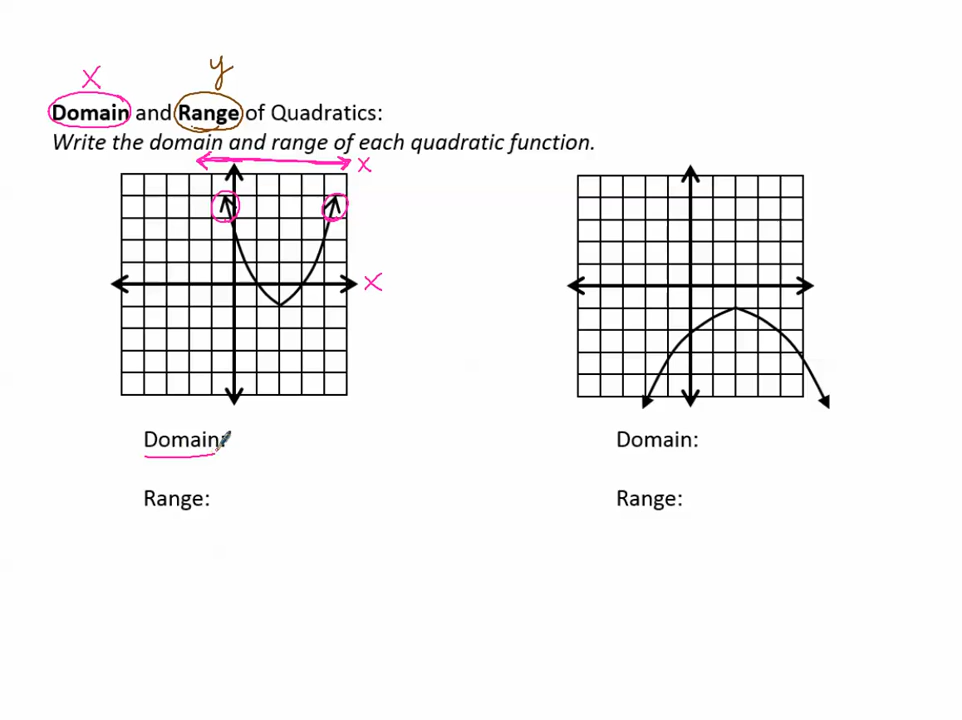 x y
Domain and Range of Quadratics:
Write the domain and range of each quadratic function.
x
x
Domain: Domain:
Range: Range: